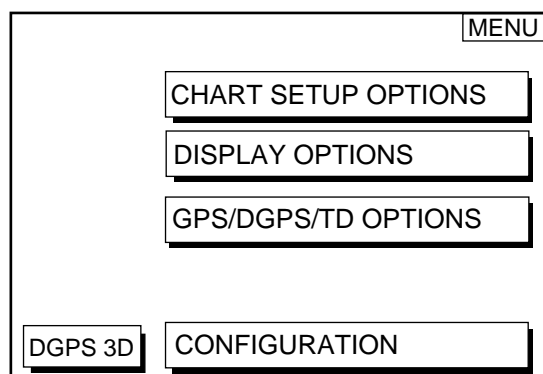 MENU
CHART SETUP OPTIONS
DISPLAY OPTIONS
GPS/DGPS/TD OPTIONS
DGPS 3D
CONFIGURATION